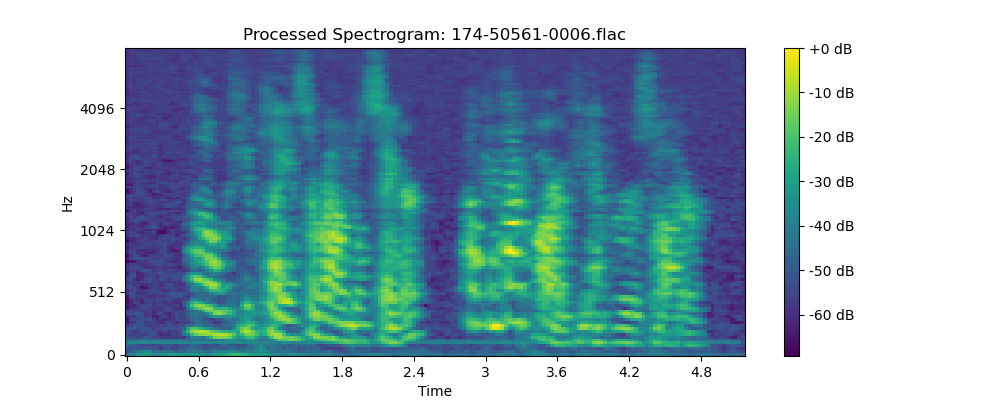 Processed Spectrogram: 174-50561-0006.flac
+0 dB
-10 dB
-20 dB
-30 dB
-40 dB
-50 dB
-60 dB
Hz
4096
2048
1024
512
0
0 0.6 1.2 1.8 2.4 3 3.6 4.2 4.8
Time